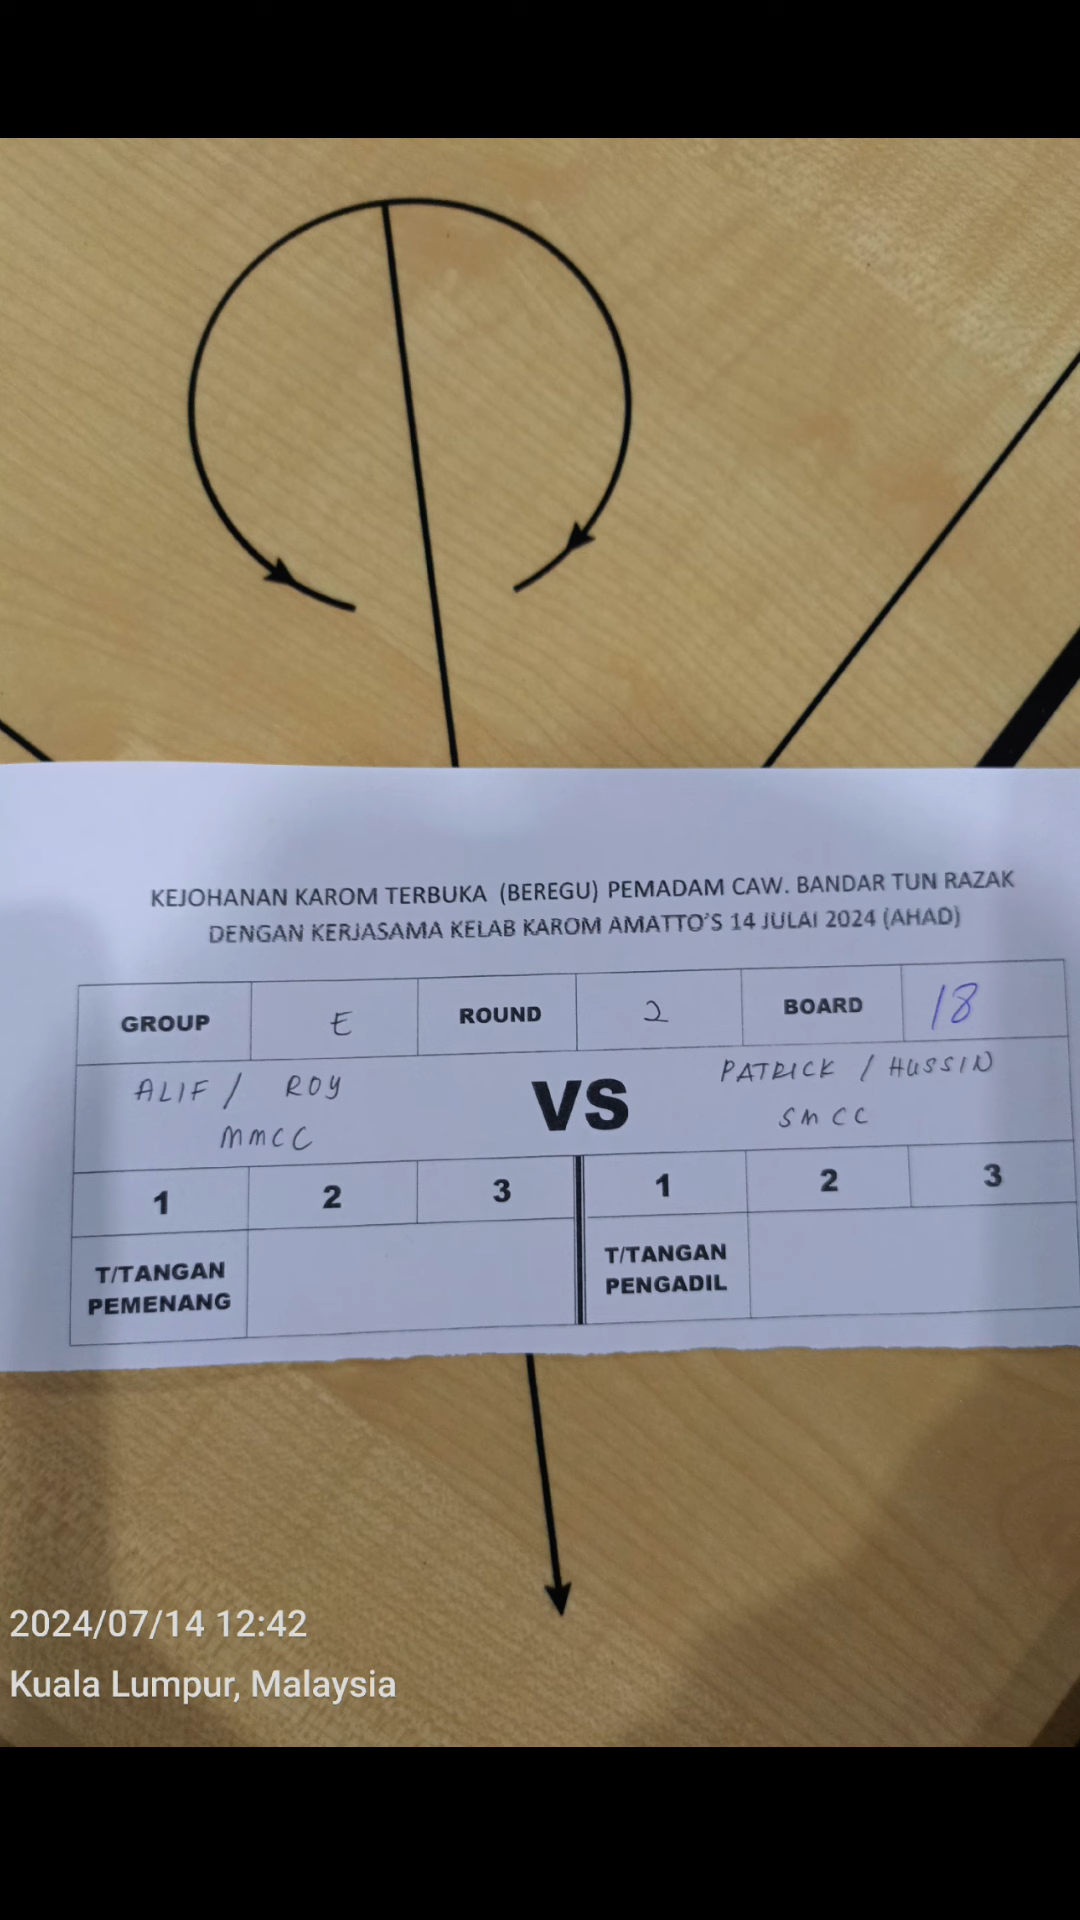 KEJOHANAN KAROM TERBUKA (BEREGU) PEMADAM CAW. BANDAR TUN RAZAK
DENGAN KERJASAMA KELAB KAROM AMATTO'S 14 JULAI 2024 (AHAD)
GROUP E ROUND 2 BOARD 18
ALIF / ROY VS PATRICK / HUSSIN
MMCC SMCC
1 2 3 1 2 3
T/TANGAN PEMENANG T/TANGAN PENGADIL
2024/07/14 12:42
Kuala Lumpur, Malaysia